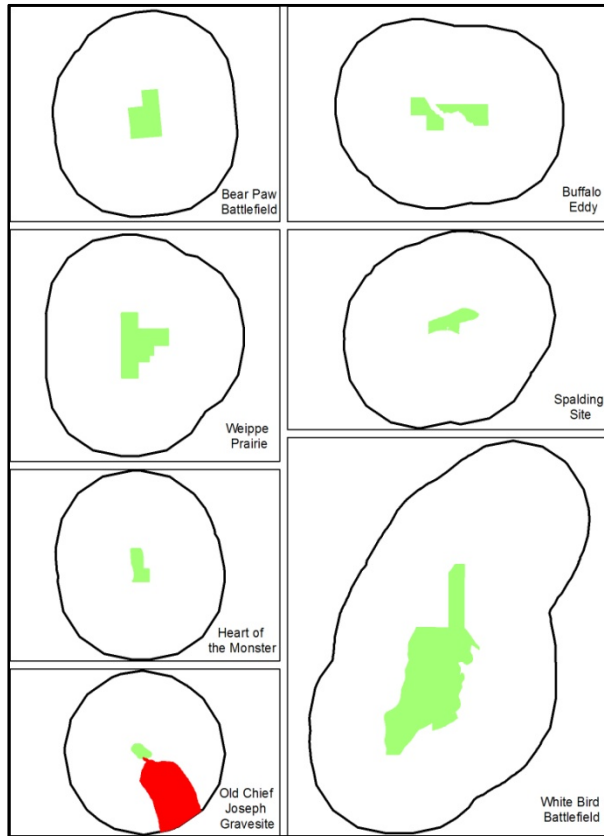 Bear Paw
Battlefield
Buffalo
Eddy
Weippe
Prairie
Spalding
Site
Heart of
the Monster
Old Chief
Joseph
Gravesite
White Bird
Battlefield